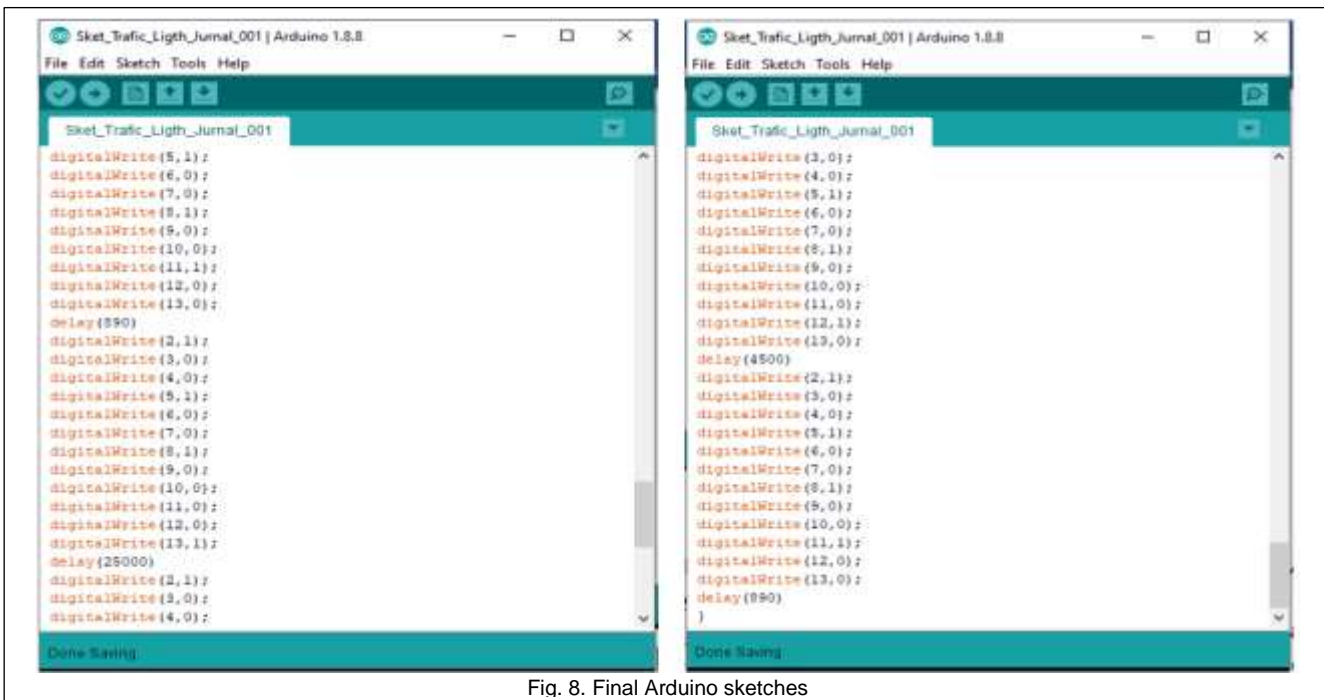 Sket_Trafic_Ligth_Jurnal_001 | Arduino 1.8.8
File Edit Sketch Tools Help
Sket_Trafic_Ligth_Jurnal_001
digitalWrite(5,1);
digitalWrite(6,0);
digitalWrite(7,0);
digitalWrite(8,1);
digitalWrite(9,0);
digitalWrite(10,0);
digitalWrite(11,1);
digitalWrite(12,0);
digitalWrite(13,0);
delay(890)
digitalWrite(2,1);
digitalWrite(3,0);
digitalWrite(4,0);
digitalWrite(5,1);
digitalWrite(6,0);
digitalWrite(7,0);
digitalWrite(8,1);
digitalWrite(9,0);
digitalWrite(10,0);
digitalWrite(11,0);
digitalWrite(12,0);
digitalWrite(13,1);
delay(25000)
digitalWrite(2,1);
digitalWrite(3,0);
digitalWrite(4,0);
Done Saving.
Sket_Trafic_Ligth_Jurnal_001 | Arduino 1.8.8
File Edit Sketch Tools Help
Sket_Trafic_Ligth_Jurnal_001
digitalWrite(3,0);
digitalWrite(4,0);
digitalWrite(5,1);
digitalWrite(6,0);
digitalWrite(7,0);
digitalWrite(8,1);
digitalWrite(9,0);
digitalWrite(10,0);
digitalWrite(11,0);
digitalWrite(12,1);
digitalWrite(13,0);
delay(4500)
digitalWrite(2,1);
digitalWrite(3,0);
digitalWrite(4,0);
digitalWrite(5,1);
digitalWrite(6,0);
digitalWrite(7,0);
digitalWrite(8,1);
digitalWrite(9,0);
digitalWrite(10,0);
digitalWrite(11,1);
digitalWrite(12,0);
digitalWrite(13,0);
delay(890)
}
Done Saving.
Fig. 8. Final Arduino sketches